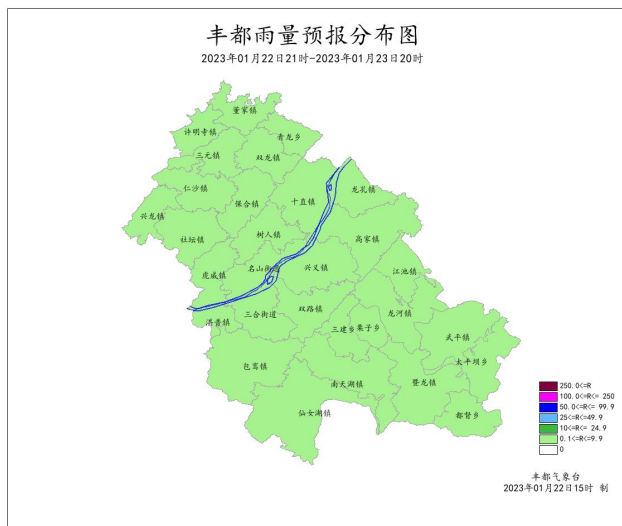 丰都雨量预报分布图
2023年01月22日21时-2023年01月23日20时
董家镇
许明寺镇
青龙乡
三元镇
双龙镇
仁沙镇
龙孔镇
保合镇
十直镇
兴龙镇
树人镇
社坛镇
高家镇
虎威镇
名山街道
兴义镇
江池镇
双路镇
三合街道
龙河镇
湛普镇
三建乡
栗子乡
武平镇
太平坝乡
包鸾镇
南天湖镇
暨龙镇
仙女湖镇
都督乡
250.0<=R
100.0<=R<= 250
50.0<=R<= 99.9
25<=R<=49.9
10<=R<= 24.9
0.1<=R<=9.9
0
丰都气象台
2023年01月22日15时 制